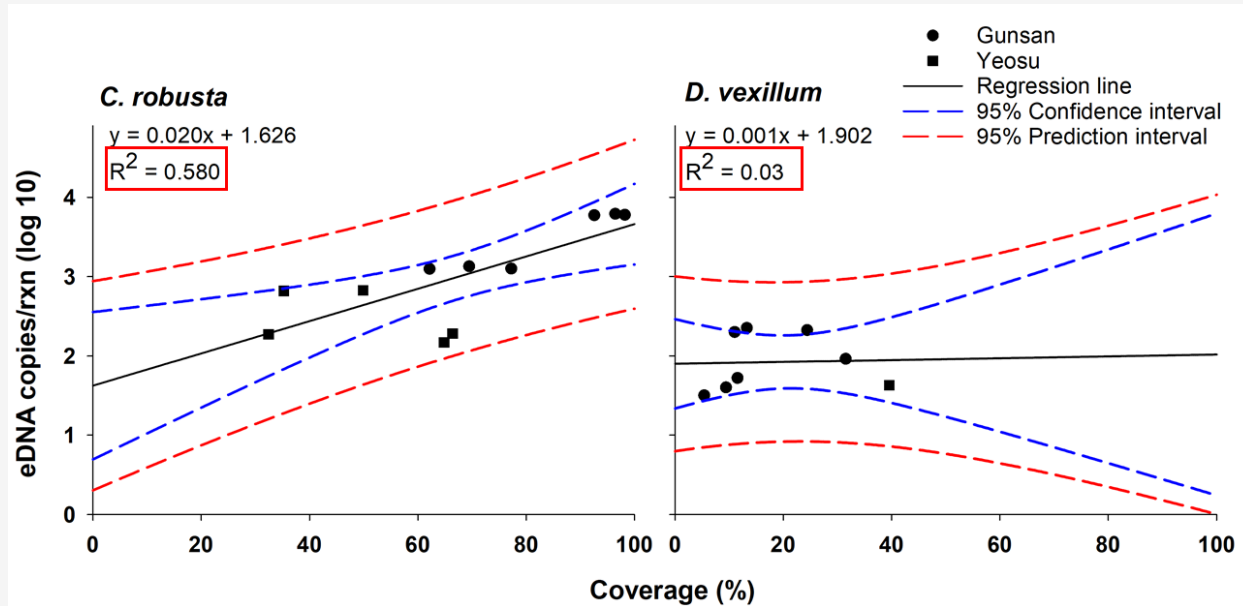 Gunsan
Yeosu
Regression line
95% Confidence interval
95% Prediction interval
C. robusta
y = 0.020x + 1.626
R² = 0.580
D. vexillum
y = 0.001x + 1.902
R² = 0.03
eDNA copies/rxn (log 10)
4
3
2
1
0
0 20 40 60 80 100
0 20 40 60 80 100
Coverage (%)